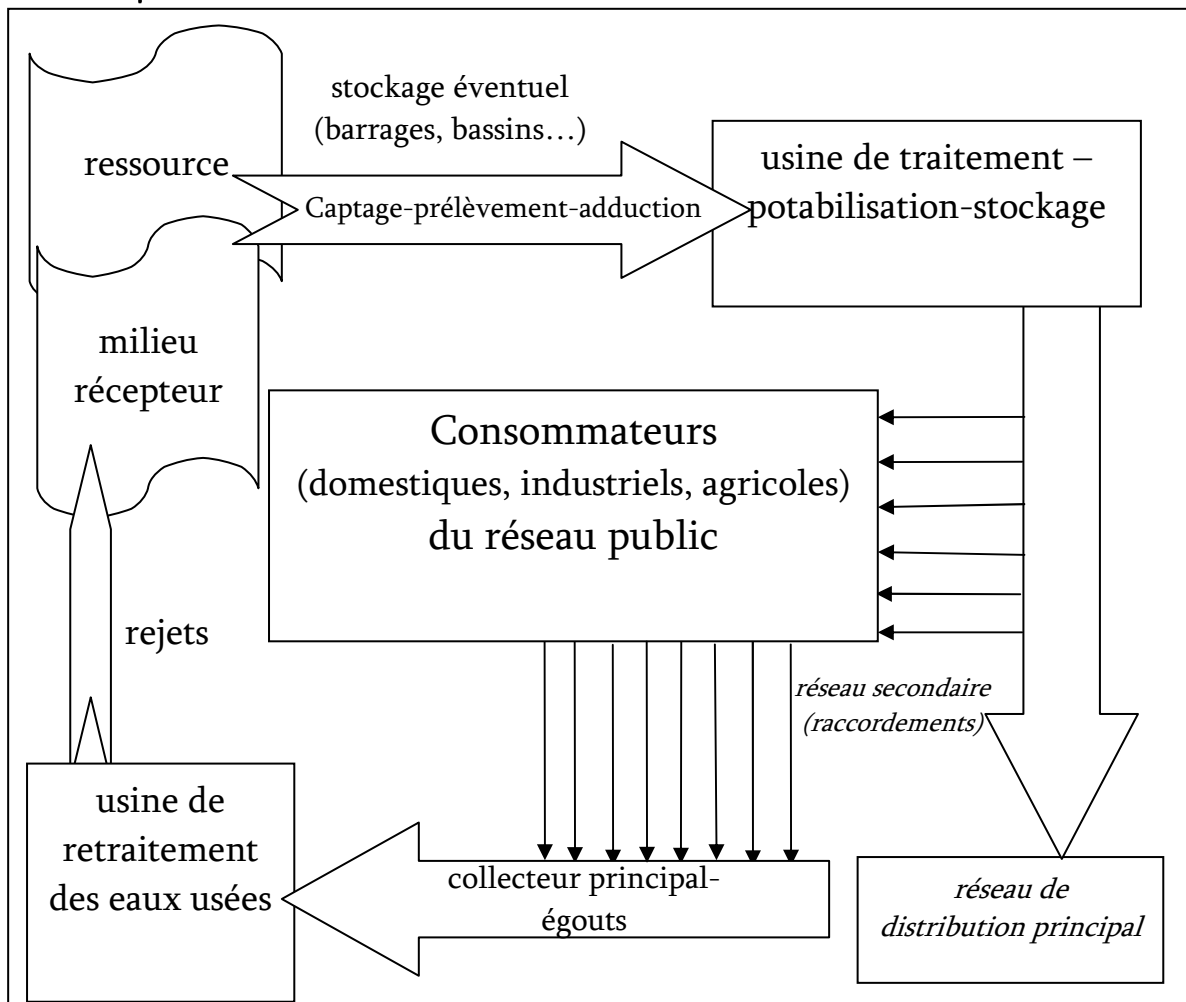 stockage éventuel
(barrages, bassins…)
ressource
Captage-prélèvement-adduction
usine de traitement –
potabilisation-stockage
milieu
récepteur
Consommateurs
(domestiques, industriels, agricoles)
du réseau public
rejets
réseau secondaire
(raccordements)
usine de
retraitement
des eaux usées
collecteur principal-
égouts
réseau de
distribution principal